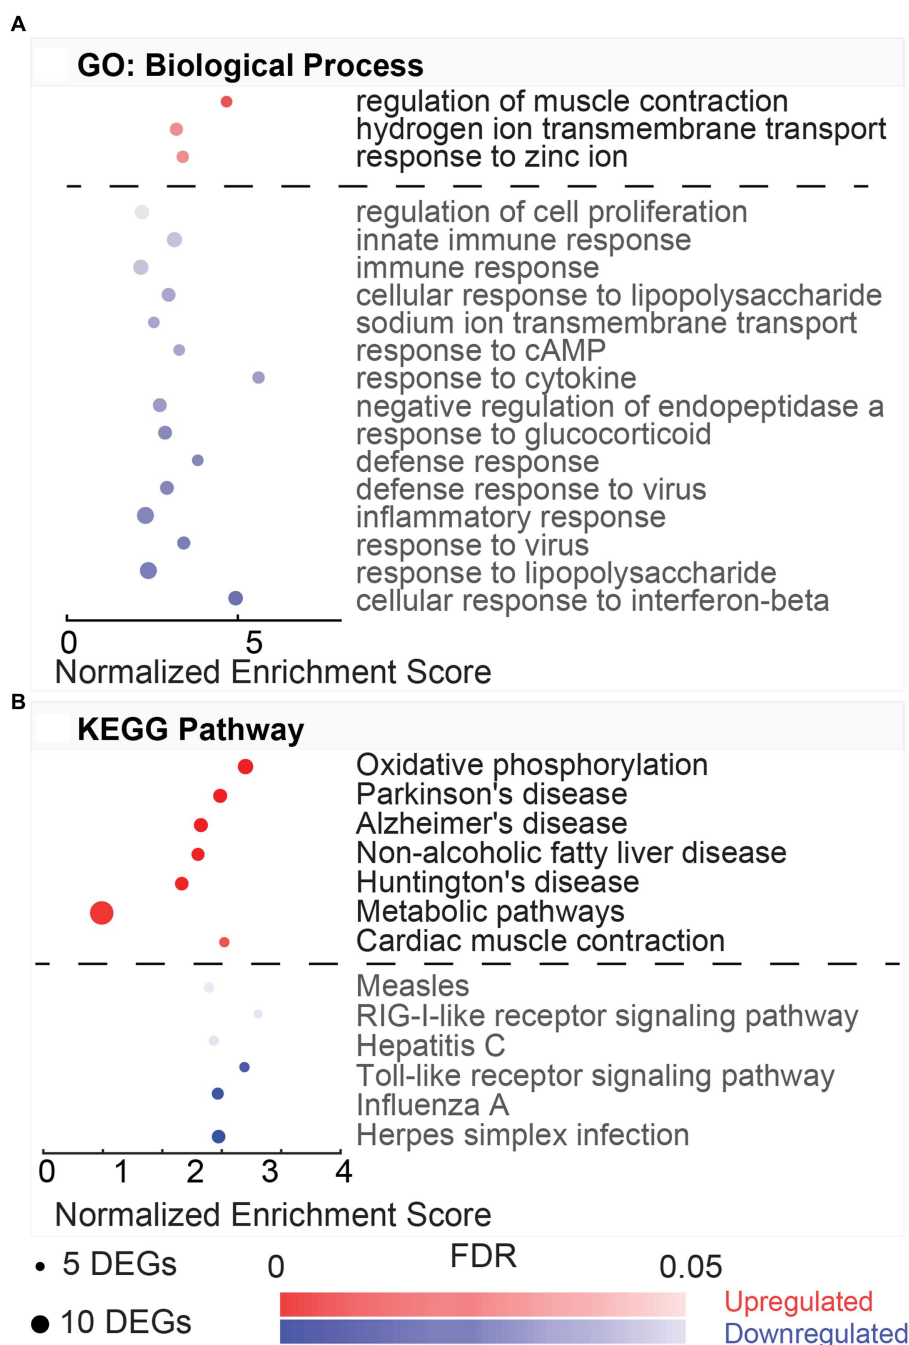 A
GO: Biological Process
regulation of muscle contraction
hydrogen ion transmembrane transport
response to zinc ion
regulation of cell proliferation
innate immune response
immune response
cellular response to lipopolysaccharide
sodium ion transmembrane transport
response to cAMP
response to cytokine
negative regulation of endopeptidase a
response to glucocorticoid
defense response
defense response to virus
inflammatory response
response to virus
response to lipopolysaccharide
cellular response to interferon-beta
0 5
Normalized Enrichment Score
B
KEGG Pathway
Oxidative phosphorylation
Parkinson's disease
Alzheimer's disease
Non-alcoholic fatty liver disease
Huntington's disease
Metabolic pathways
Cardiac muscle contraction
Measles
RIG-I-like receptor signaling pathway
Hepatitis C
Toll-like receptor signaling pathway
Influenza A
Herpes simplex infection
0 1 2 3 4
Normalized Enrichment Score
5 DEGs
10 DEGs
0 FDR 0.05
Upregulated
Downregulated